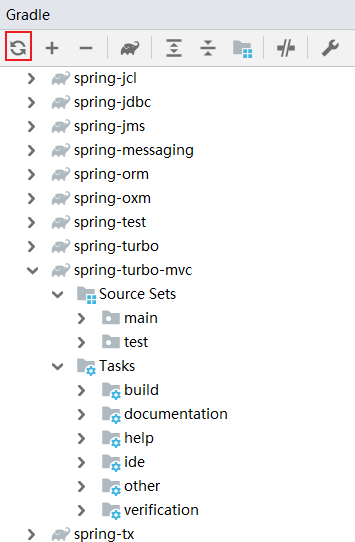 Gradle
spring-jcl
spring-jdbc
spring-jms
spring-messaging
spring-orm
spring-oxm
spring-test
spring-turbo
spring-turbo-mvc
Source Sets
main
test
Tasks
build
documentation
help
ide
other
verification
spring-tx